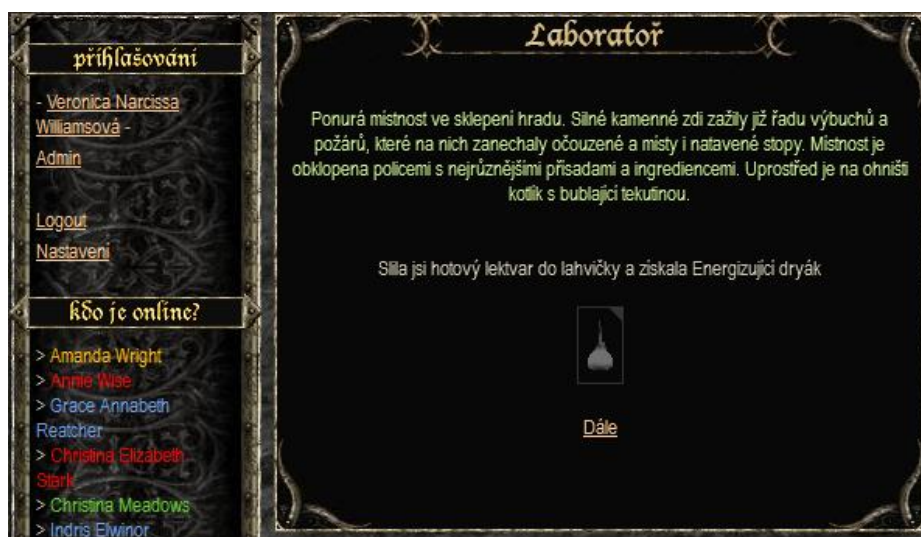 přihlašování
- Veronica Narcissa
Williamsová -
Admin
Logout
Nastavení
kdo je online?
> Amanda Wright
> Annie Wise
> Grace Annabeth
Reatcher
> Christina Elizabeth
Stark
> Christina Meadows
> Indris Elwinor
Laboratoř
Ponurá místnost ve sklepení hradu. Silné kamenné zdi zažily již řadu výbuchů a
požárů, které na nich zanechaly očouzené a místy i natavené stopy. Místnost je
obklopena policemi s nejrůznějšími přísadami a ingrediencemi. Uprostřed je na ohništi
kotlík s bublající tekutinou.
Slila jsi hotový lektvar do lahvičky a získala Energizující dryák
Dále